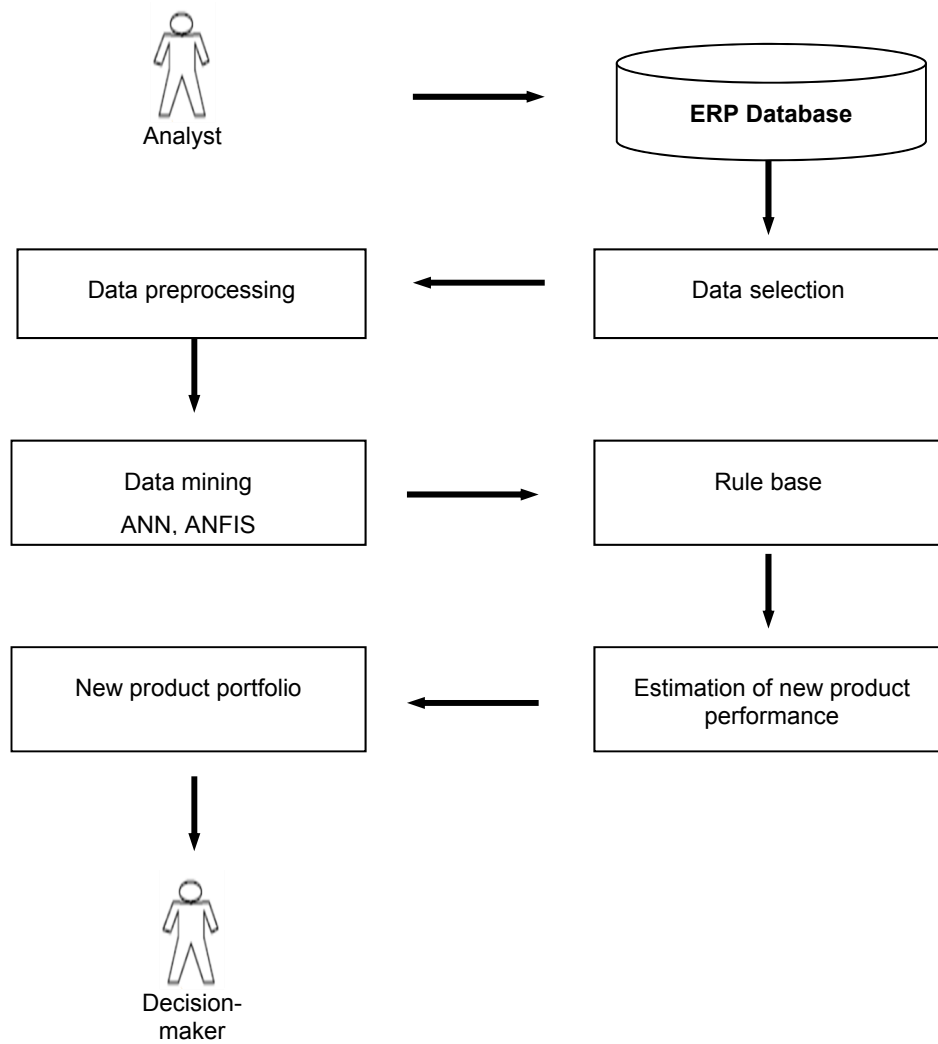 Analyst
ERP Database
Data preprocessing
Data selection
Data mining
ANN, ANFIS
Rule base
New product portfolio
Estimation of new product
performance
Decision-
maker